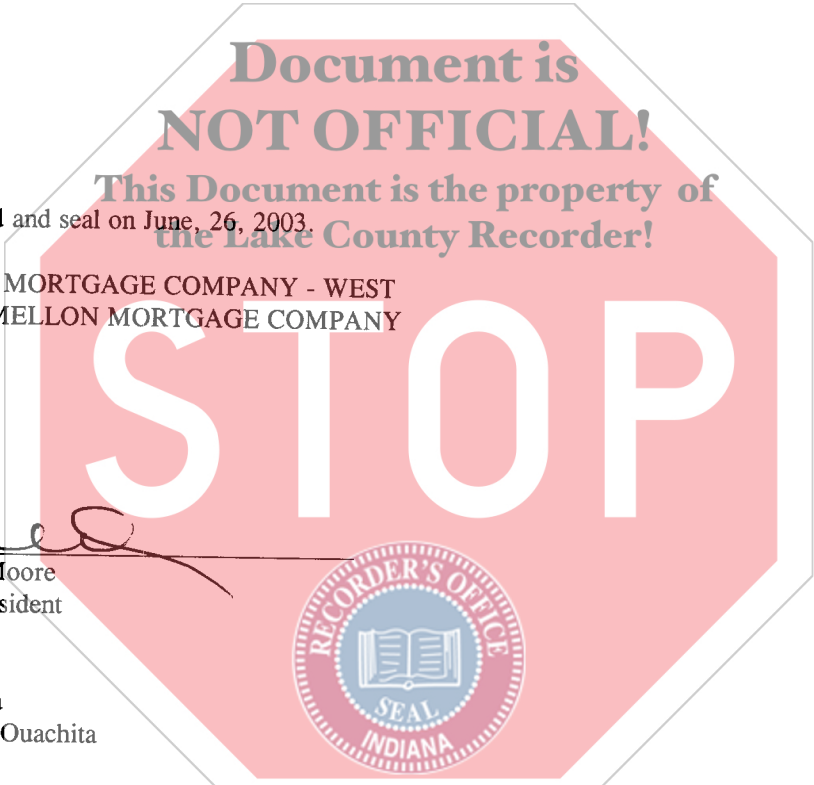 Document is
NOT OFFICIAL!
This Document is the property of
the Lake County Recorder!
and seal on June, 26, 2003.
MORTGAGE COMPANY - WEST
MELLON MORTGAGE COMPANY
STOP
Moore
sident
Ouachita
RECORDER'S OFFICE
SEAL
INDIANA